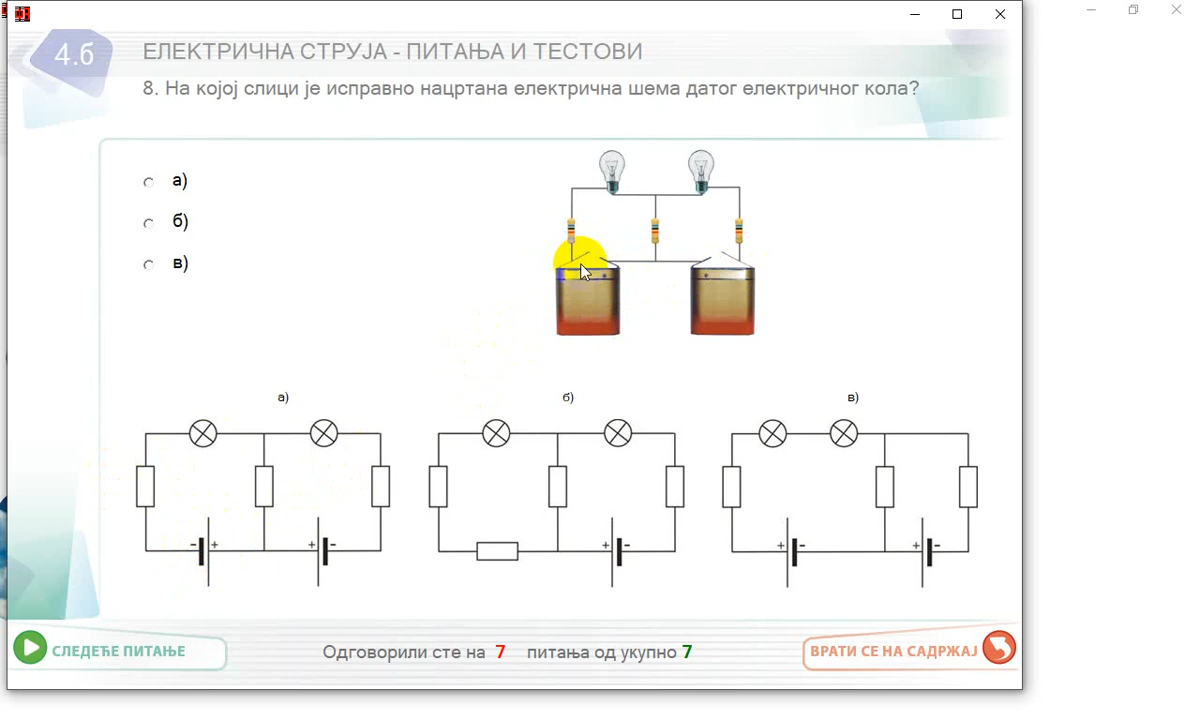 4.б
ЕЛЕКТРИЧНА СТРУЈА - ПИТАЊА И ТЕСТОВИ
8. На којој слици је исправно нацртана електрична шема датог електричног кола?
а)
б)
в)
а) б) в)
- + + -
+ -
+ - + -
СЛЕДЕЋЕ ПИТАЊЕ
Одговорили сте на 7 питања од укупно 7
ВРАТИ СЕ НА САДРЖАЈ